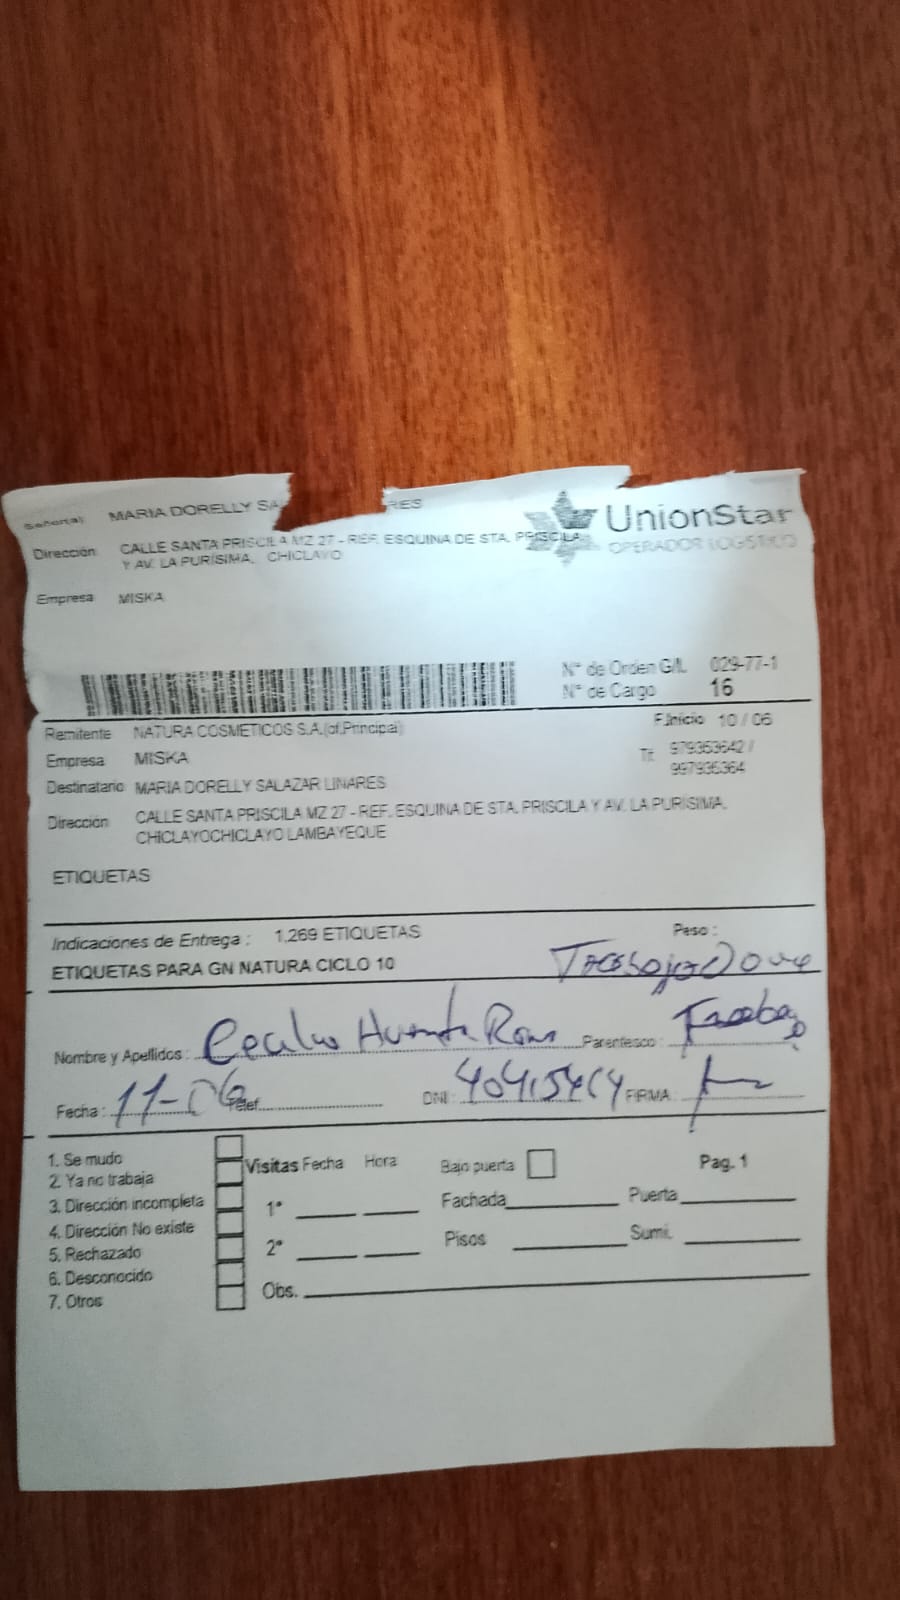 Señor(a) MARIA DORELLY SA RES
UnionStar
OPERADOR LOGISTICO
Dirección CALLE SANTA PRISCILA MZ 27 - REF. ESQUINA DE STA. PRISCILA
Y AV. LA PURÍSIMA, CHICLAYO
Empresa MISKA
N° de Orden G/L 029-77-1
N° de Cargo 16
Remitente NATURA COSMETICOS S.A.(of.Principal)
F.Inicio 10 / 06
Empresa MISKA
Tlf. 979353642 /
997935364
Destinatario MARIA DORELLY SALAZAR LINARES
Dirección CALLE SANTA PRISCILA MZ 27 - REF. ESQUINA DE STA. PRISCILA Y AV. LA PURÍSIMA,
CHICLAYOCHICLAYO LAMBAYEQUE
ETIQUETAS
Indicaciones de Entrega : 1,269 ETIQUETAS Peso :
ETIQUETAS PARA GN NATURA CICLO 10
Nombre y Apellidos : Parentesco :
Fecha : 11-06 Telef. DNI : FIRMA
1. Se mudo
2. Ya no trabaja
3. Dirección incompleta
4. Dirección No existe
5. Rechazado
6. Desconocido
7. Otros
Visitas Fecha Hora Bajo puerta Pag. 1
1° Fachada Puerta
2° Pisos Sumi.
Obs.